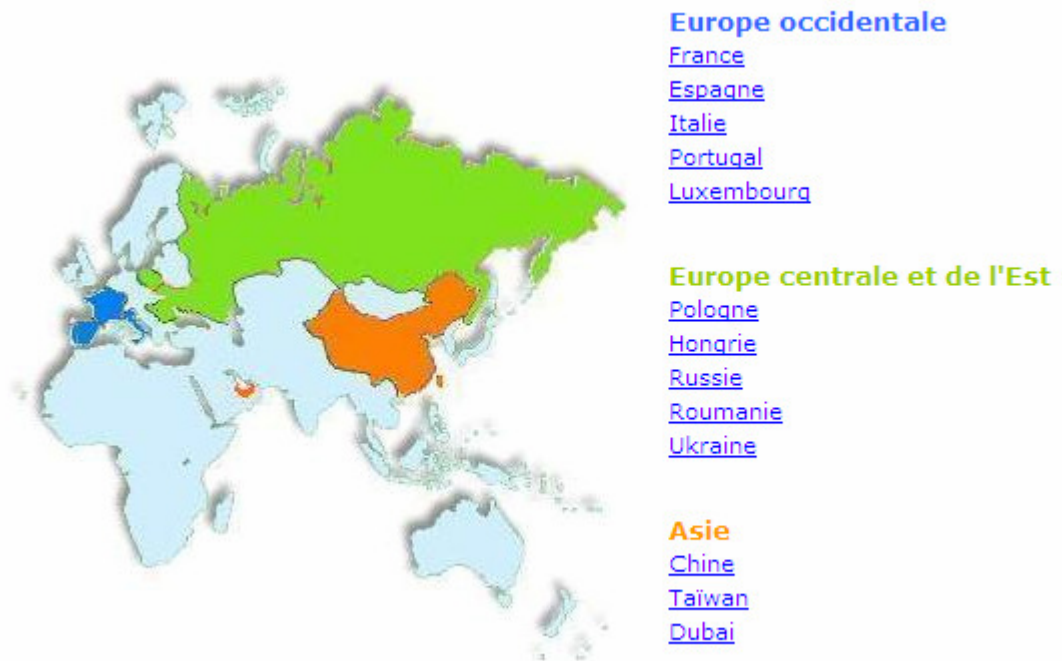 Europe occidentale
France
Espagne
Italie
Portugal
Luxembourg
Europe centrale et de l'Est
Pologne
Hongrie
Russie
Roumanie
Ukraine
Asie
Chine
Taïwan
Dubai